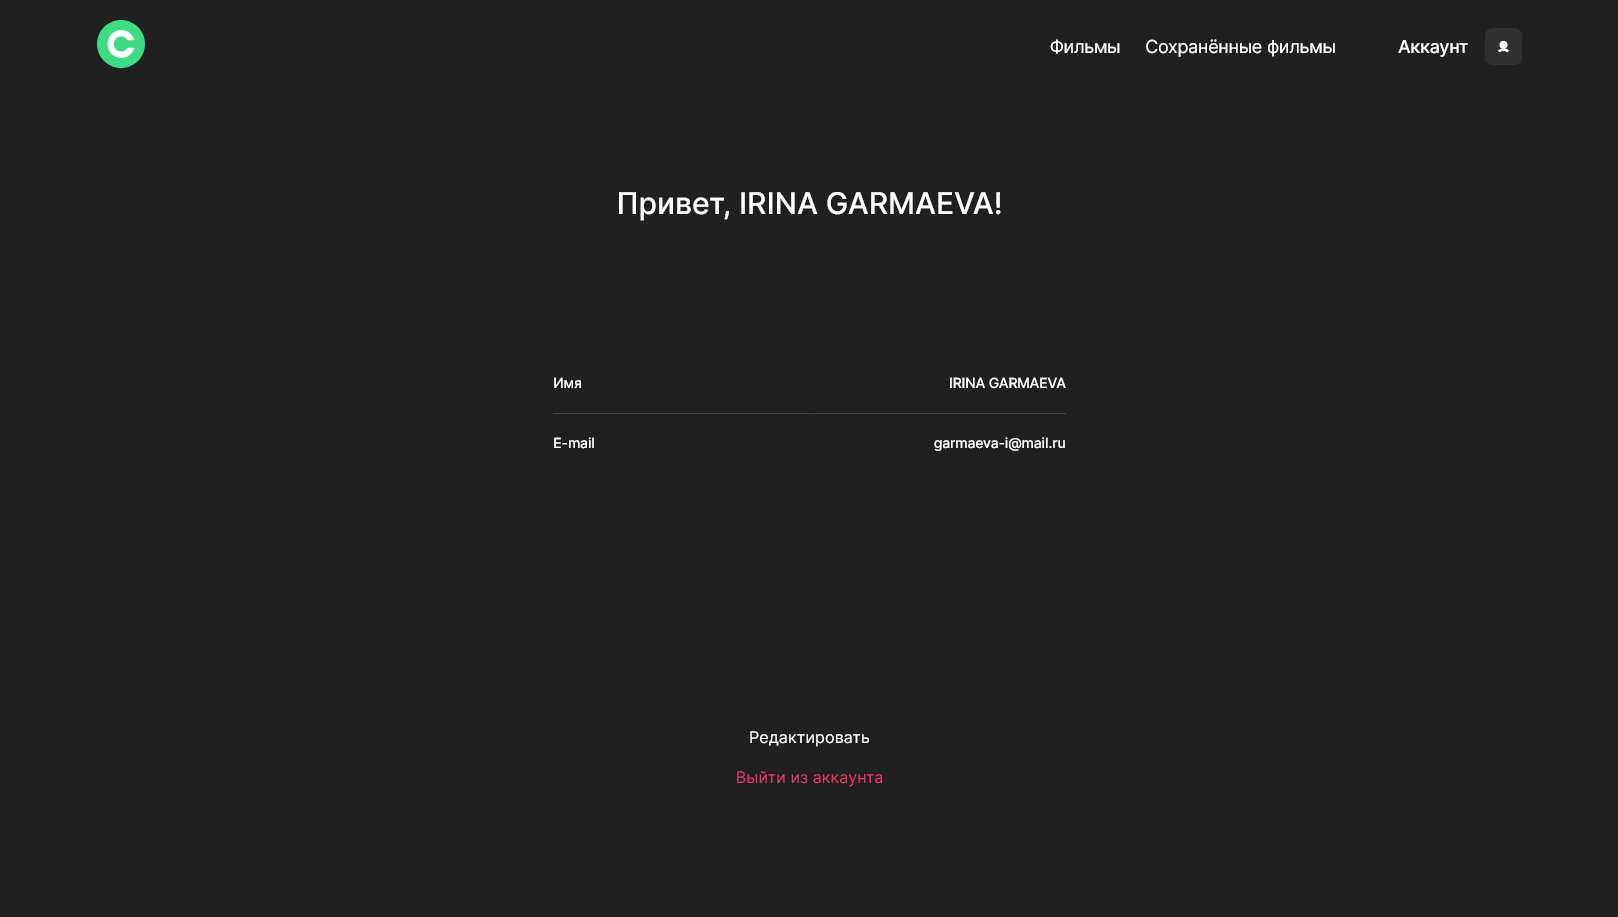 Фильмы Сохранённые фильмы Аккаунт
Привет, IRINA GARMAEVA!
Имя IRINA GARMAEVA
E-mail garmaeva-i@mail.ru
Редактировать
Выйти из аккаунта